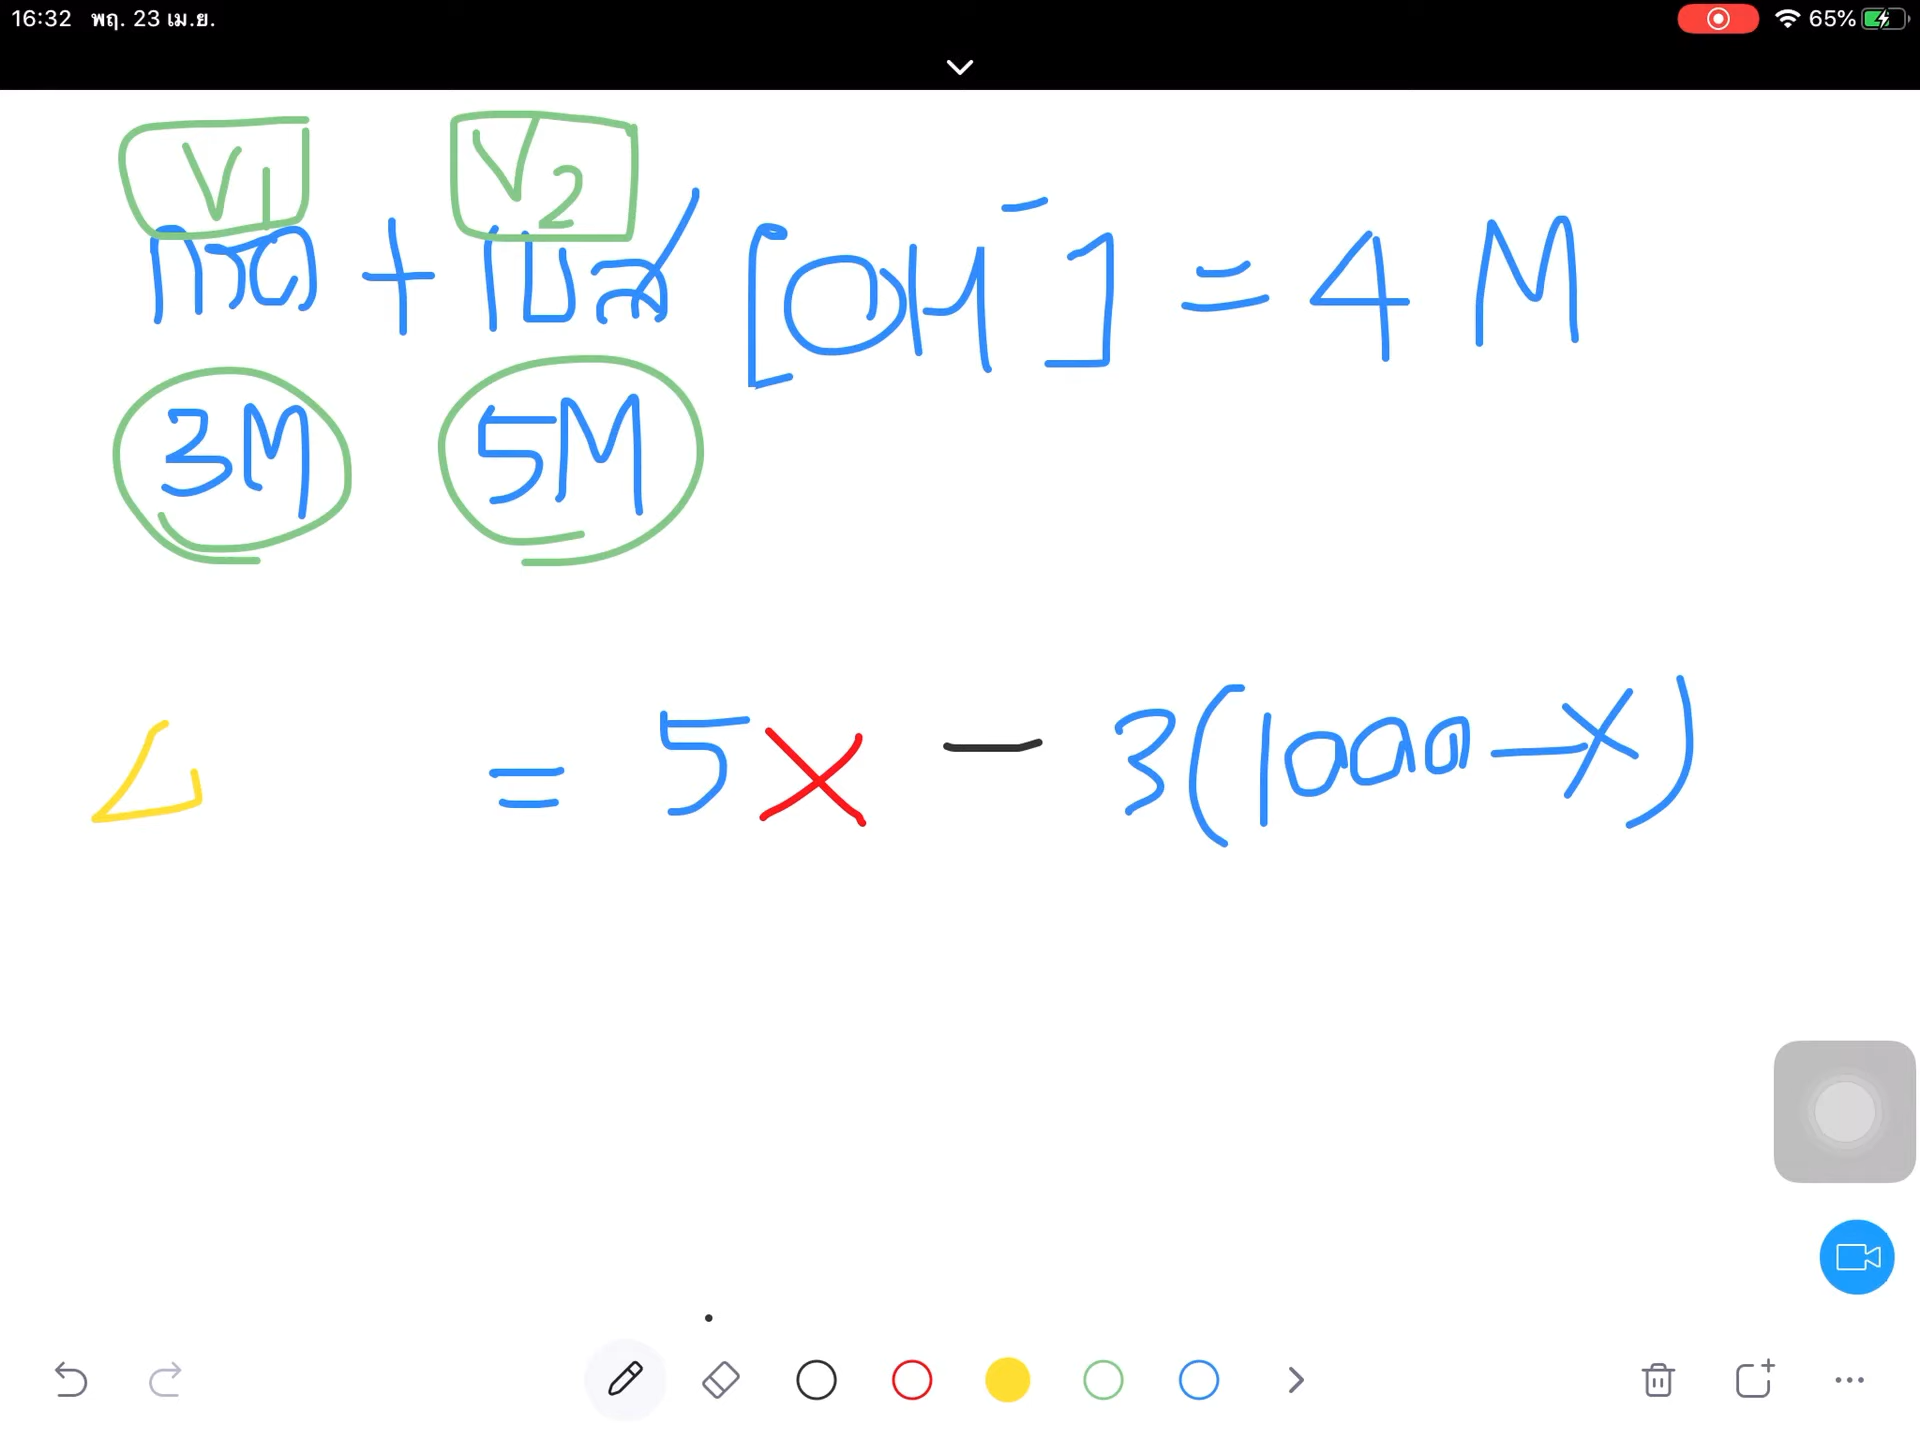 16:32 พฤ. 23 เม.ย. 65%
V1 V2
กรด + เบส [OH⁻] = 4 M
3M 5M
= 5x - 3(1000-x)